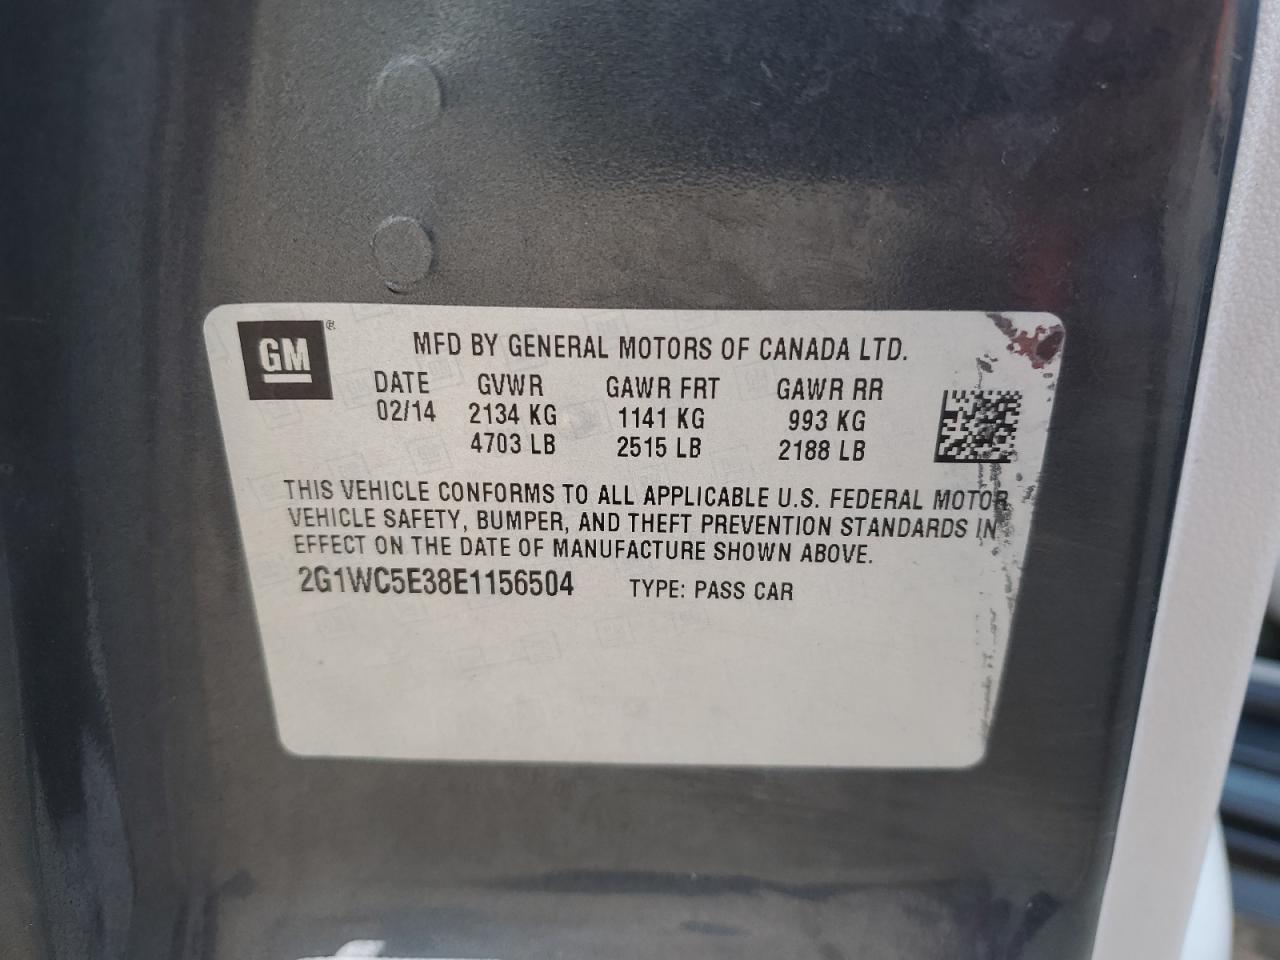 GM®
MFD BY GENERAL MOTORS OF CANADA LTD.
DATE GVWR GAWR FRT GAWR RR
02/14 2134 KG 1141 KG 993 KG
4703 LB 2515 LB 2188 LB
THIS VEHICLE CONFORMS TO ALL APPLICABLE U.S. FEDERAL MOTOR
VEHICLE SAFETY, BUMPER, AND THEFT PREVENTION STANDARDS IN
EFFECT ON THE DATE OF MANUFACTURE SHOWN ABOVE.
2G1WC5E38E1156504 TYPE: PASS CAR